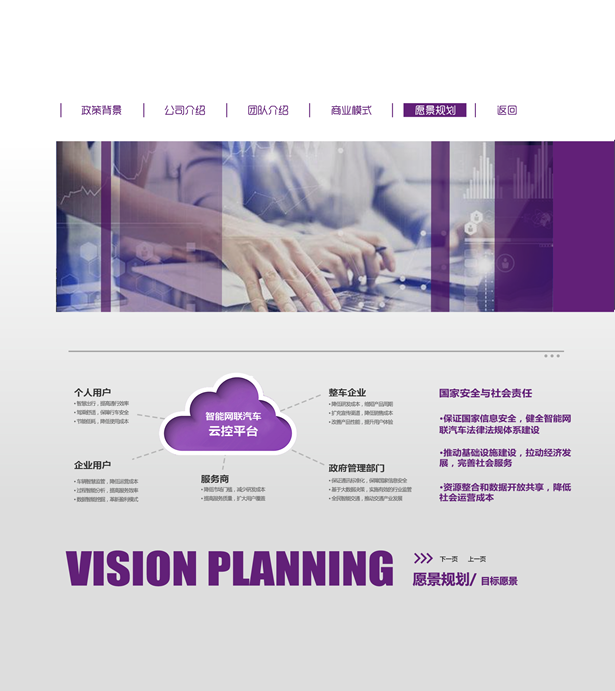 政策背景
公司介绍
团队介绍
商业模式
愿景规划
返回
个人用户
• 智慧出行，提高通行效率
• 驾乘舒适，保障行车安全
• 节能低耗，降低使用成本
企业用户
• 车辆智慧运营，降低运营成本
• 过程智能分析，提高服务效率
• 数据智能挖掘，革新盈利模式
智能网联汽车
云控平台
服务商
• 降低市场门槛，减少研发成本
• 提高服务质量，扩大用户覆盖
整车企业
• 降低研发成本，缩短产品周期
• 扩充宣传渠道，降低销售成本
• 改善产品性能，提升用户体验
政府管理部门
• 保证通讯标准化，保障国家信息安全
• 基于大数据决策，实施有效的行业监管
• 全局智能交通，推动交通产业发展
国家安全与社会责任
•保证国家信息安全，健全智能网
联汽车法律法规体系建设
•推动基础设施建设，拉动经济发
展，完善社会服务
•资源整合和数据开放共享，降低
社会运营成本
VISION PLANNING
下一页 上一页
愿景规划/ 目标愿景